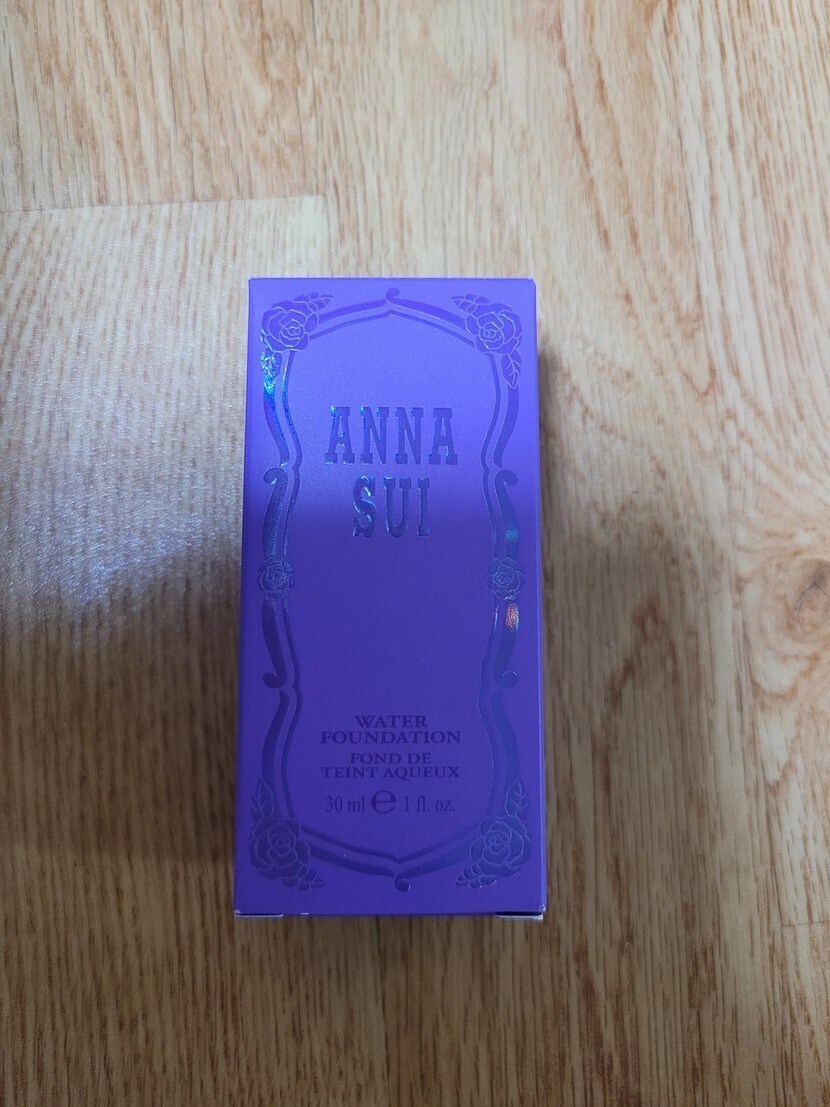 ANNA
SUI
WATER
FOUNDATION
FOND DE
TEINT AQUEUX
30 ml ℮ 1 fl. oz.